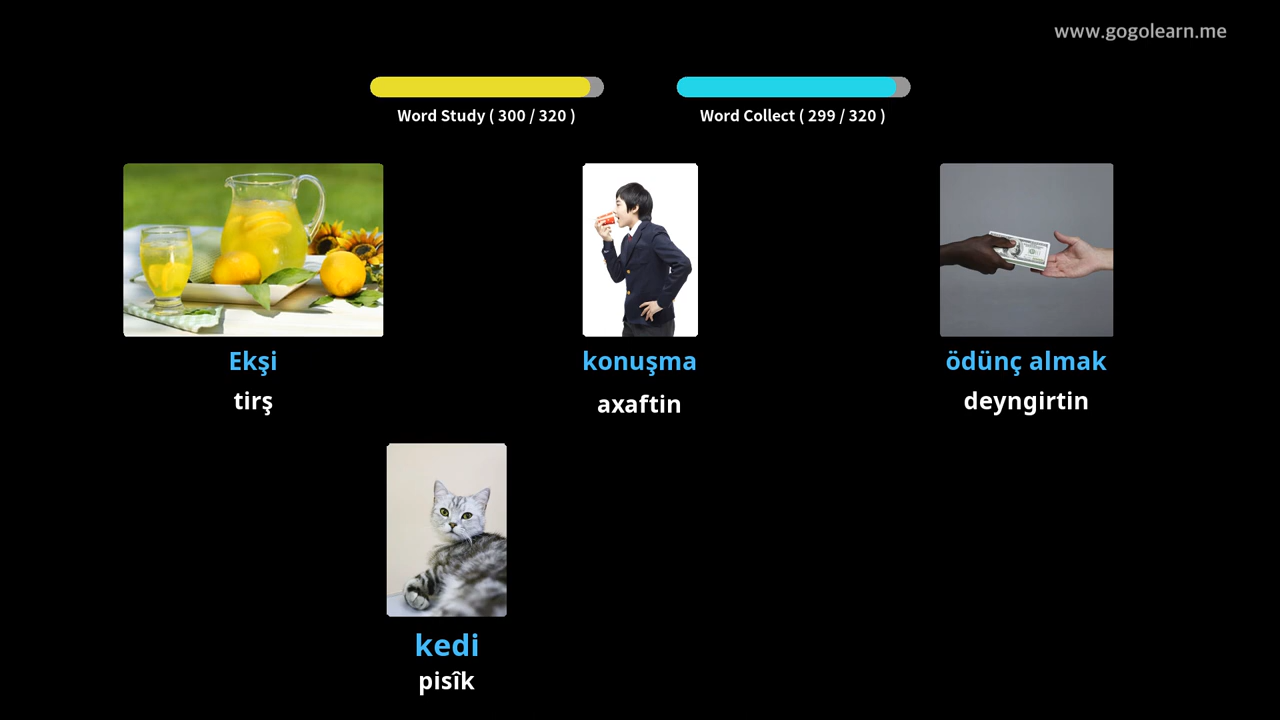 www.gogolearn.me
Word Study ( 300 / 320 )
Word Collect ( 299 / 320 )
Ekşi
konuşma
ödünç almak
tirş
axaftin
deyngirtin
kedi
pisîk